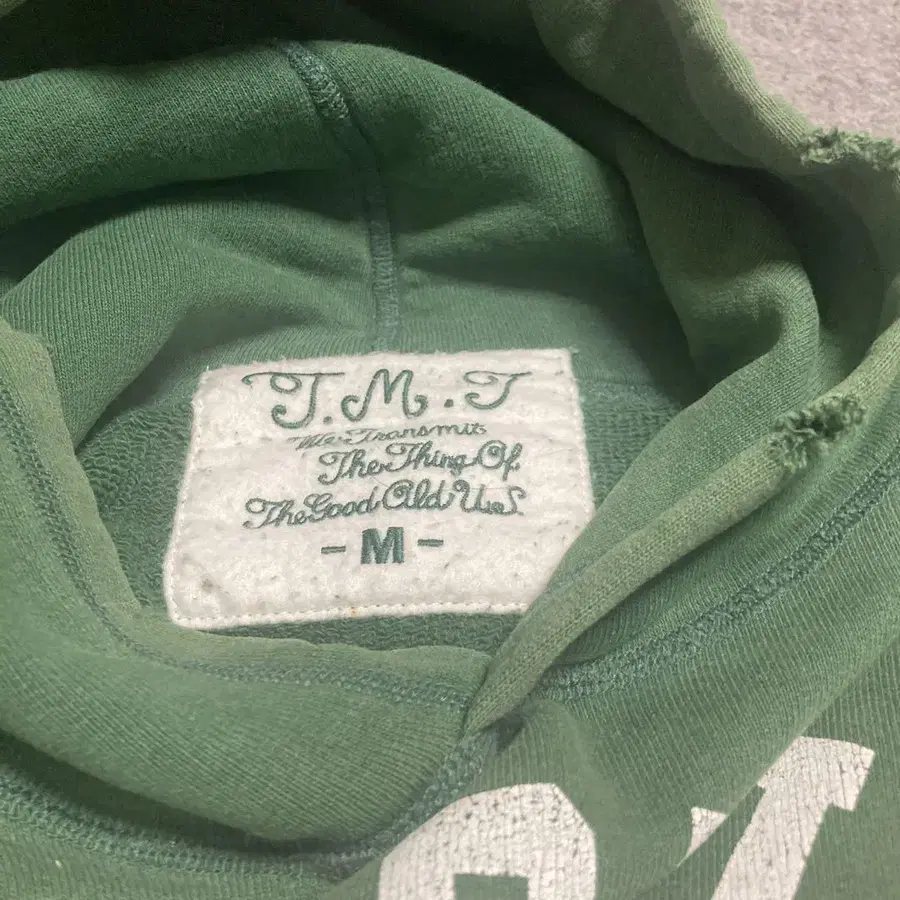 T.M.T
We Transmit
The Thing Of
The Good Old U.S.
- M -